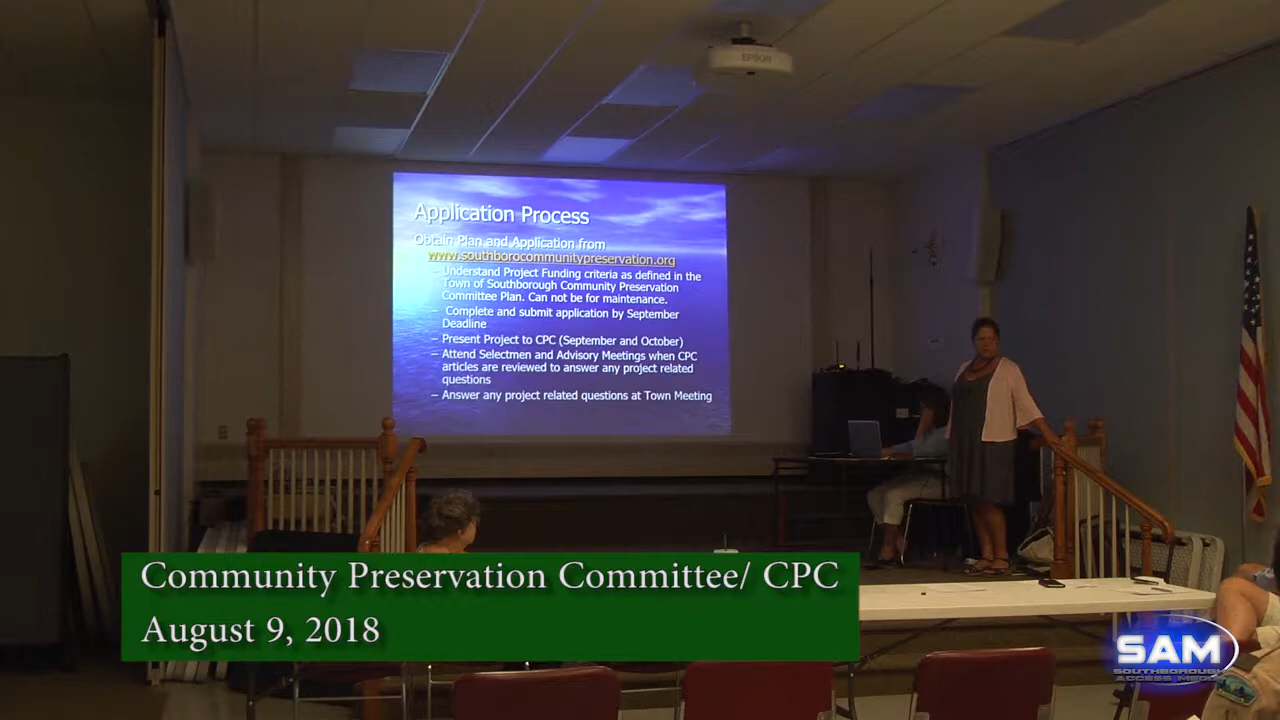 EPSON
Application Process
Obtain Plan and Application from
www.southborocommunitypreservation.org
– Understand Project Funding criteria as defined in the
Town of Southborough Community Preservation
Committee Plan. Can not be for maintenance.
– Complete and submit application by September
Deadline
– Present Project to CPC (September and October)
– Attend Selectmen and Advisory Meetings when CPC
articles are reviewed to answer any project related
questions
– Answer any project related questions at Town Meeting
Community Preservation Committee/ CPC
August 9, 2018
SAM
SOUTHBOROUGH
ACCESS MEDIA